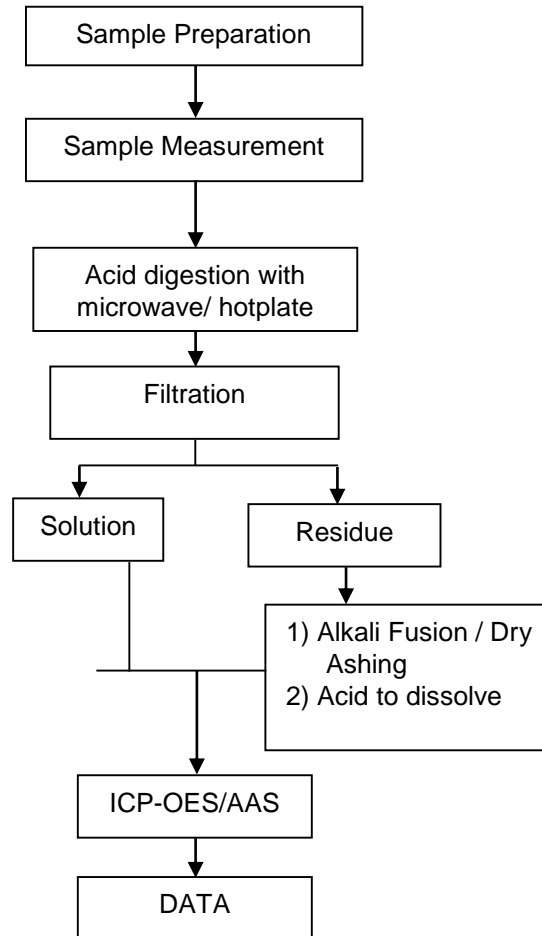 Sample Preparation
Sample Measurement
Acid digestion with
microwave/ hotplate
Filtration
Solution
Residue
1) Alkali Fusion / Dry
Ashing
2) Acid to dissolve
ICP-OES/AAS
DATA